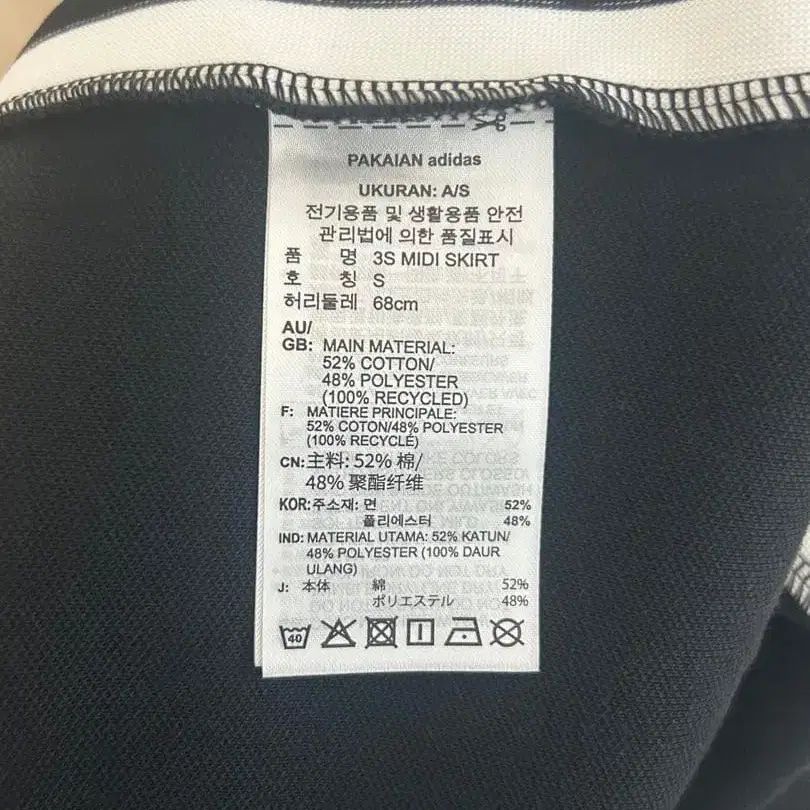 PAKAIAN adidas
UKURAN: A/S
전기용품 및 생활용품 안전
관리법에 의한 품질표시
품 명 3S MIDI SKIRT
호 칭 S
허리둘레 68cm
AU/
GB: MAIN MATERIAL:
52% COTTON/
48% POLYESTER
(100% RECYCLED)
F: MATIERE PRINCIPALE:
52% COTON/48% POLYESTER
(100% RECYCLÉ)
CN:主料: 52% 棉/
48% 聚酯纤维
KOR:주소재: 면 52%
폴리에스터 48%
IND: MATERIAL UTAMA: 52% KATUN/
48% POLYESTER (100% DAUR
ULANG)
J: 本体 綿 52%
ポリエステル 48%
40